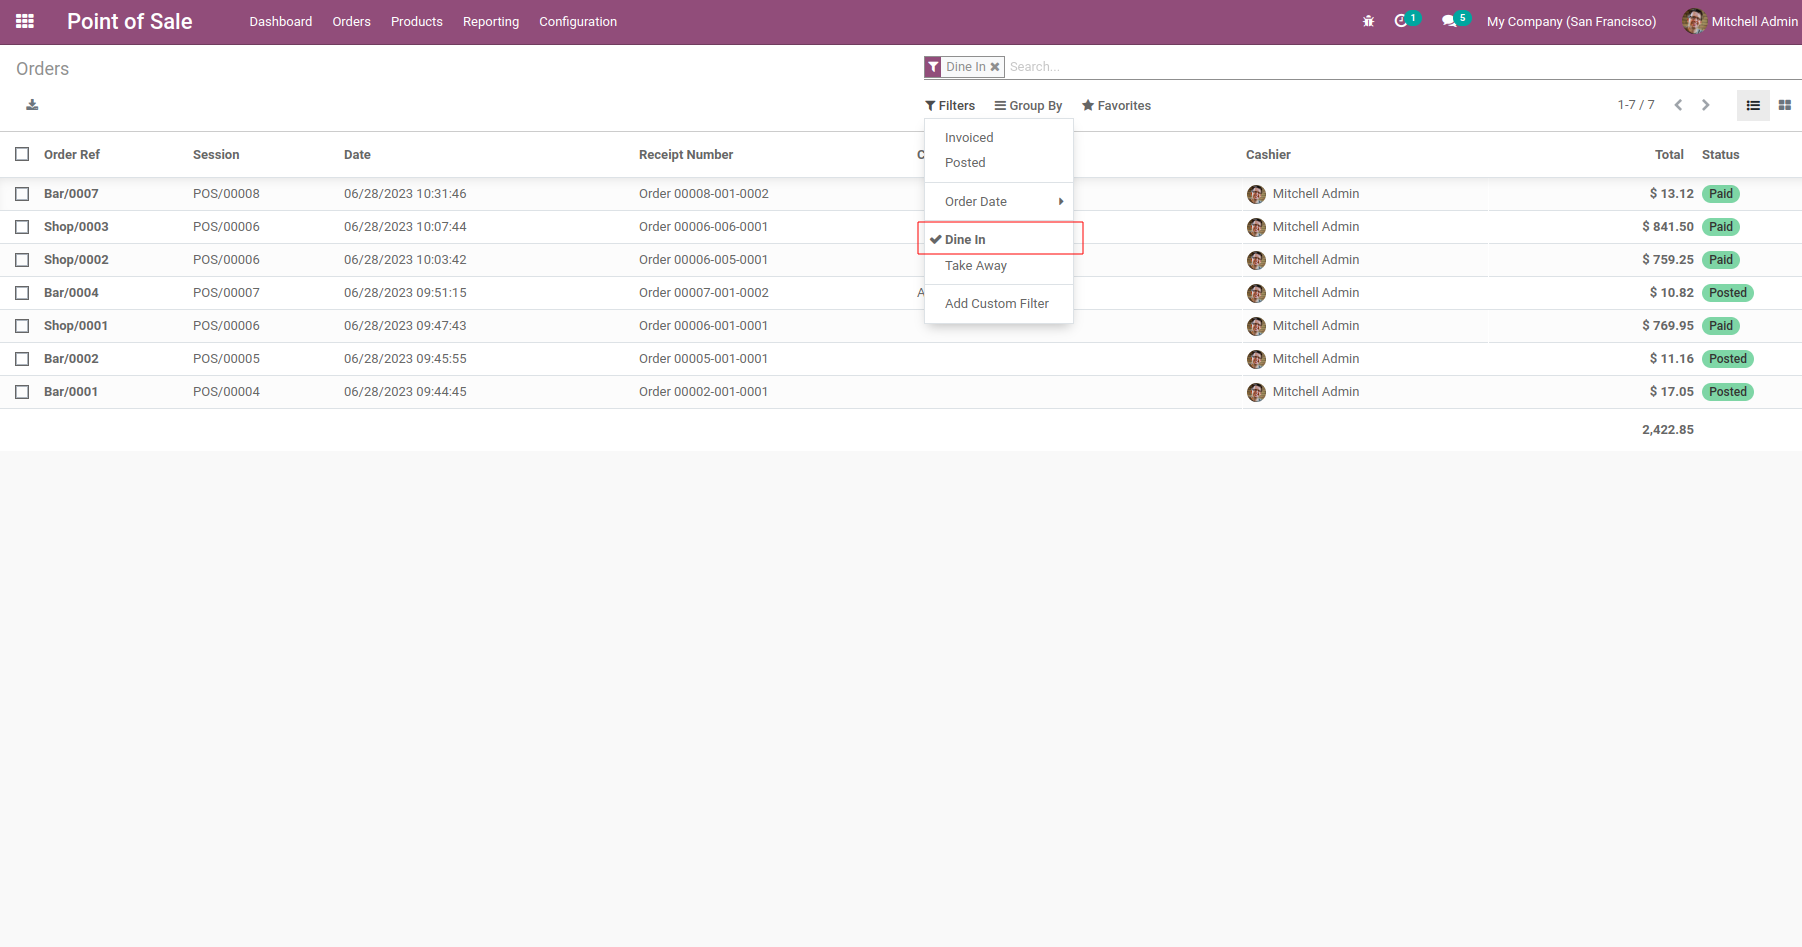 Point of Sale Dashboard Orders Products Reporting Configuration 1 5 My Company (San Francisco) Mitchell Admin
Orders Dine In Search...
Filters Group By Favorites 1-7 / 7
Order Ref Session Date Receipt Number C Cashier Total Status
Bar/0007 POS/00008 06/28/2023 10:31:46 Order 00008-001-0002 Mitchell Admin $ 13.12 Paid
Shop/0003 POS/00006 06/28/2023 10:07:44 Order 00006-006-0001 Mitchell Admin $ 841.50 Paid
Shop/0002 POS/00006 06/28/2023 10:03:42 Order 00006-005-0001 Mitchell Admin $ 759.25 Paid
Bar/0004 POS/00007 06/28/2023 09:51:15 Order 00007-001-0002 A Mitchell Admin $ 10.82 Posted
Shop/0001 POS/00006 06/28/2023 09:47:43 Order 00006-001-0001 Mitchell Admin $ 769.95 Paid
Bar/0002 POS/00005 06/28/2023 09:45:55 Order 00005-001-0001 Mitchell Admin $ 11.16 Posted
Bar/0001 POS/00004 06/28/2023 09:44:45 Order 00002-001-0001 Mitchell Admin $ 17.05 Posted
2,422.85
Invoiced
Posted
Order Date
Dine In
Take Away
Add Custom Filter